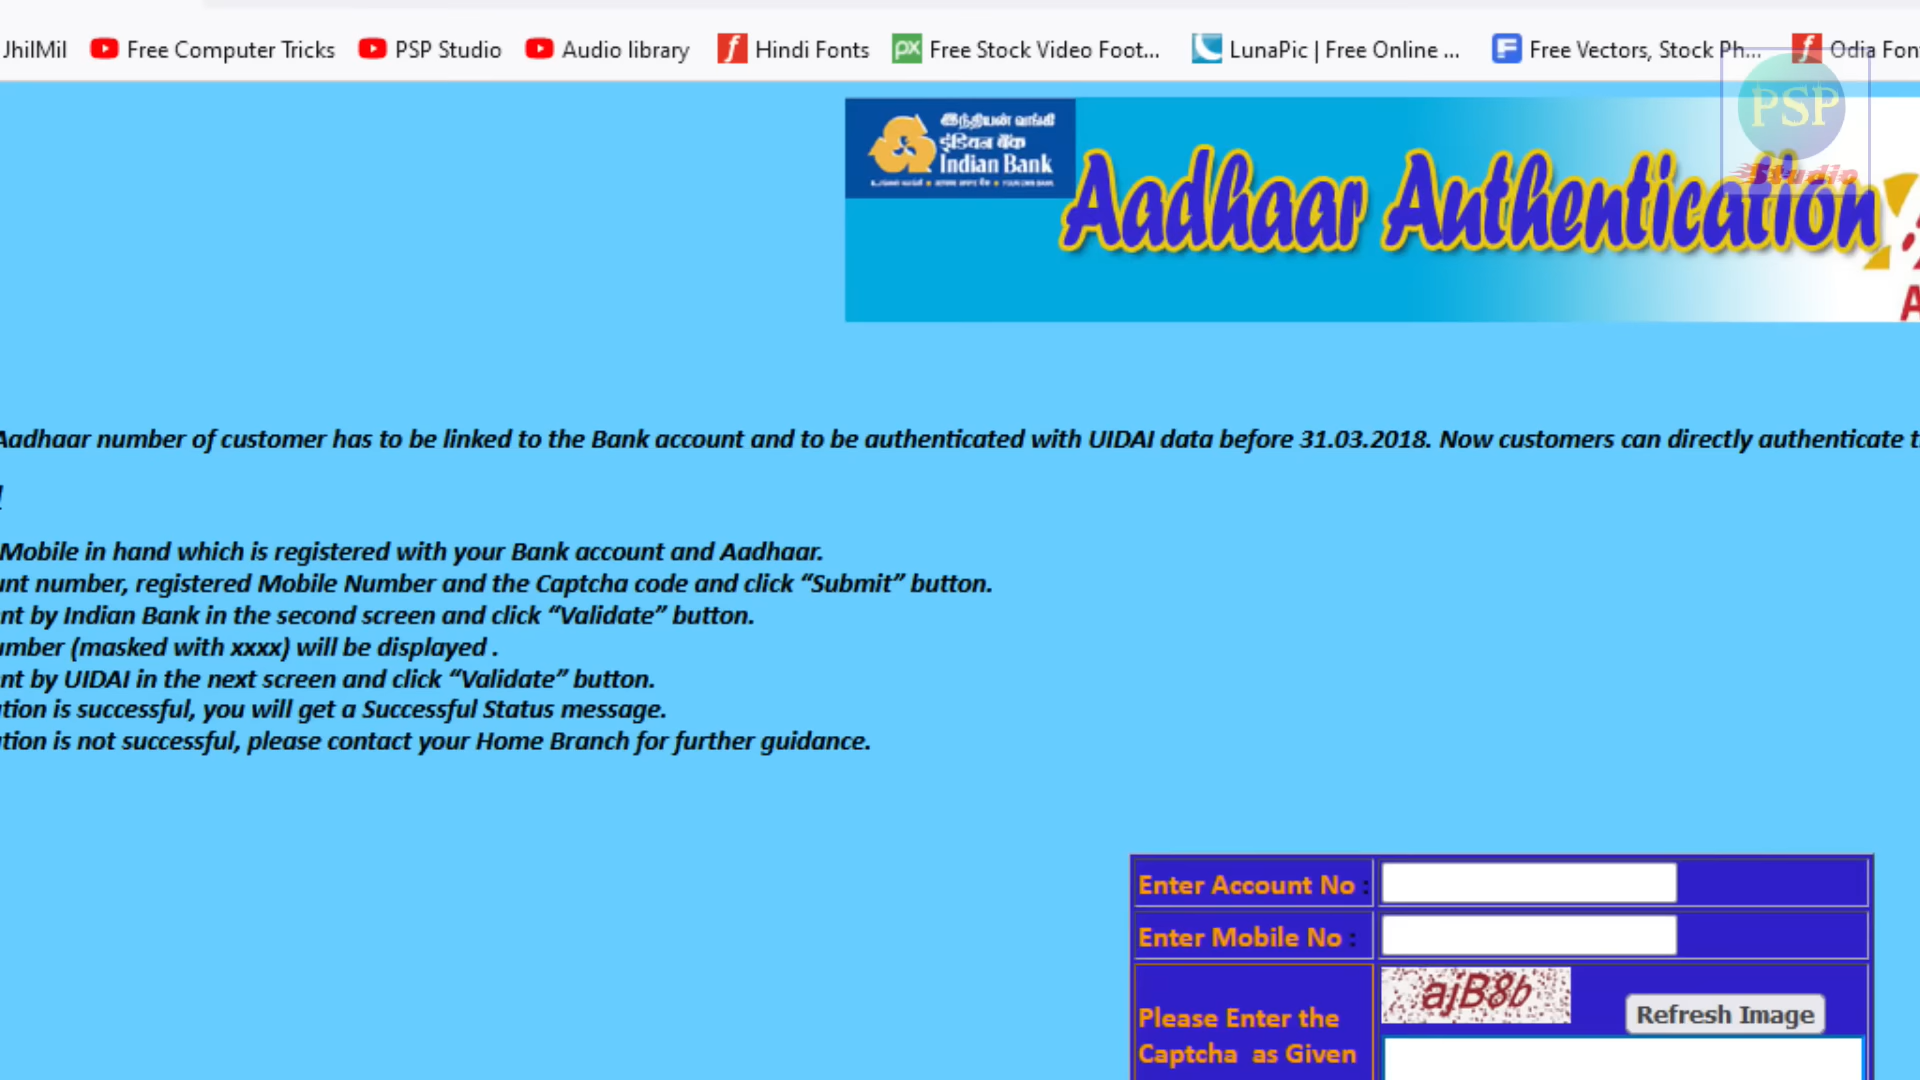 JhilMil Free Computer Tricks PSP Studio Audio library Hindi Fonts Free Stock Video Foot... LunaPic | Free Online ... Free Vectors, Stock Ph... Odia Fon
PSP
Studio
இந்தியன் வங்கி
इंडियन बैंक
Indian Bank
Aadhaar Authentication
A
Aadhaar number of customer has to be linked to the Bank account and to be authenticated with UIDAI data before 31.03.2018. Now customers can directly authenticate t
Mobile in hand which is registered with your Bank account and Aadhaar.
unt number, registered Mobile Number and the Captcha code and click “Submit” button.
nt by Indian Bank in the second screen and click “Validate” button.
umber (masked with xxxx) will be displayed .
nt by UIDAI in the next screen and click “Validate” button.
ation is successful, you will get a Successful Status message.
ation is not successful, please contact your Home Branch for further guidance.
Enter Account No :
Enter Mobile No :
ajB8b
Refresh Image
Please Enter the
Captcha as Given